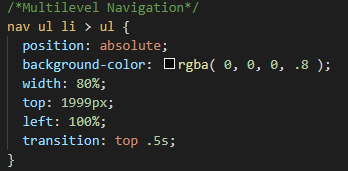 /*Multilevel Navigation*/
nav ul li > ul {
  position: absolute;
  background-color: rgba( 0, 0, 0, .8 );
  width: 80%;
  top: 1999px;
  left: 100%;
  transition: top .5s;
}